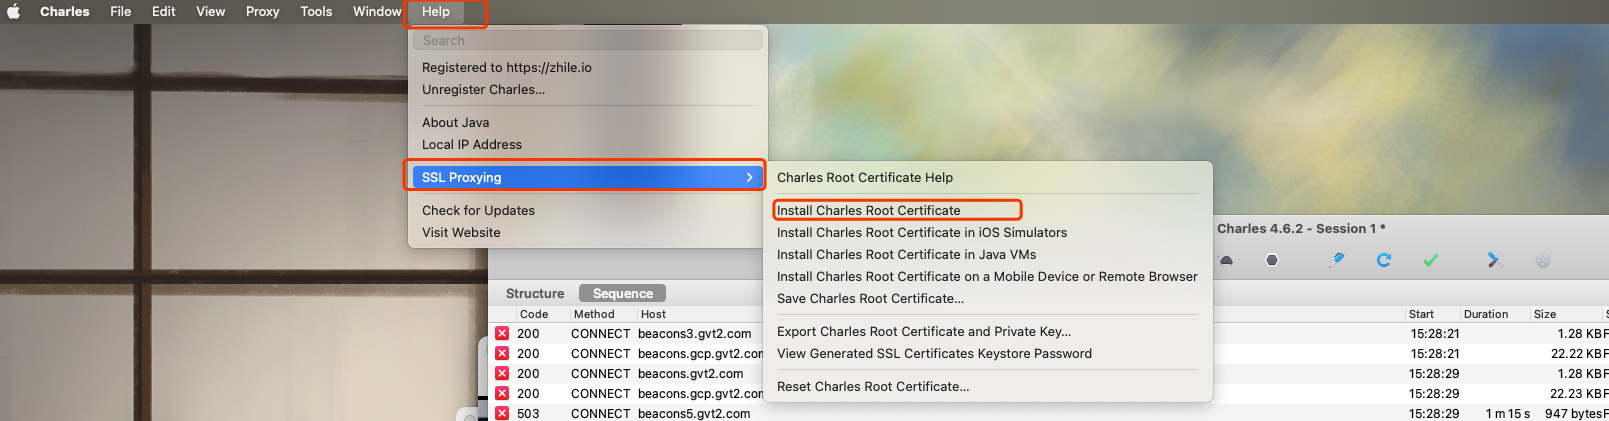 Charles File Edit View Proxy Tools Window Help
Search
Registered to https://zhile.io
Unregister Charles...
About Java
Local IP Address
SSL Proxying
Check for Updates
Visit Website
Charles Root Certificate Help
Install Charles Root Certificate
Install Charles Root Certificate in iOS Simulators
Install Charles Root Certificate in Java VMs
Install Charles Root Certificate on a Mobile Device or Remote Browser
Save Charles Root Certificate...
Export Charles Root Certificate and Private Key...
View Generated SSL Certificates Keystore Password
Reset Charles Root Certificate...
Charles 4.6.2 - Session 1 *
Structure Sequence
Code Method Host Start Duration Size
200 CONNECT beacons3.gvt2.com 15:28:21 1.28 KB F
200 CONNECT beacons.gcp.gvt2.com 15:28:21 22.22 KB F
200 CONNECT beacons.gvt2.com 15:28:29 1.28 KB F
200 CONNECT beacons.gcp.gvt2.com 15:28:29 22.23 KB F
503 CONNECT beacons5.gvt2.com 15:28:29 1 m 15 s 947 bytes F